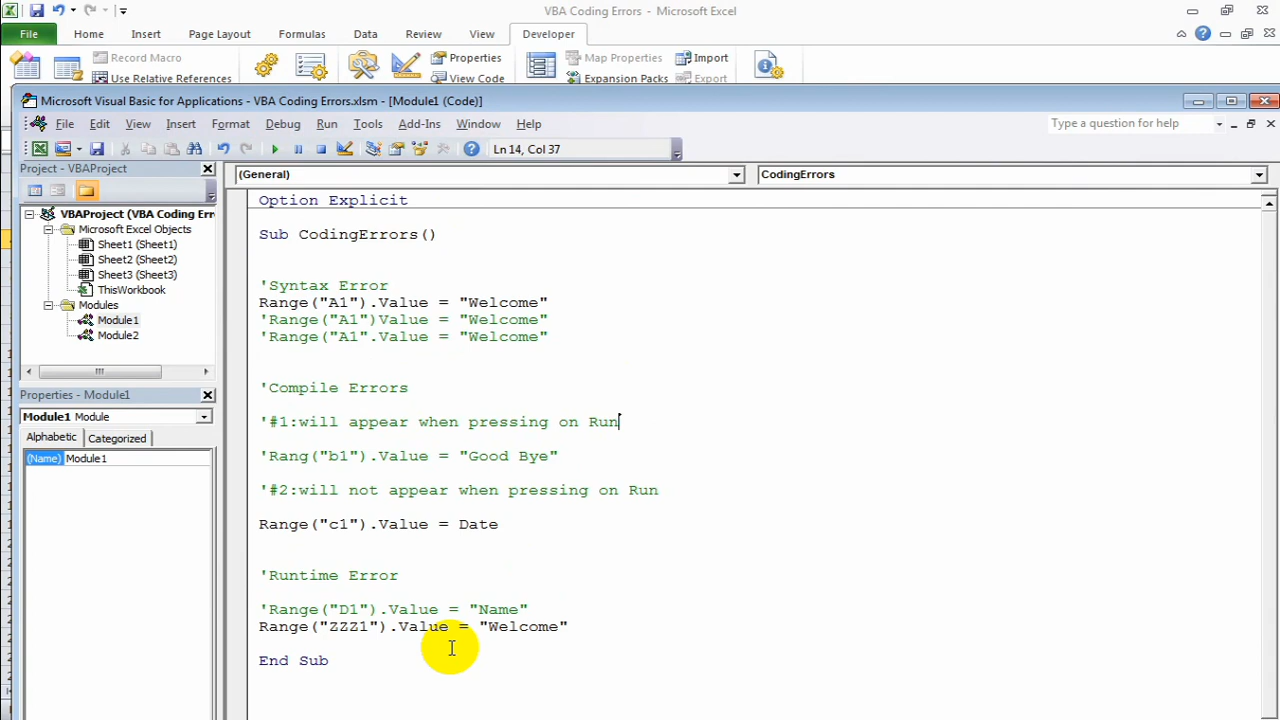 VBA Coding Errors - Microsoft Excel
File Home Insert Page Layout Formulas Data Review View Developer
Record Macro Properties Map Properties Import
Use Relative References View Code Expansion Packs Export
Microsoft Visual Basic for Applications - VBA Coding Errors.xlsm - [Module1 (Code)]
File Edit View Insert Format Debug Run Tools Add-Ins Window Help Type a question for help
Ln 14, Col 37
Project - VBAProject
(General) CodingErrors
VBAProject (VBA Coding Err
Microsoft Excel Objects
Sheet1 (Sheet1)
Sheet2 (Sheet2)
Sheet3 (Sheet3)
ThisWorkbook
Modules
Module1
Module2
Properties - Module1
Module1 Module
Alphabetic Categorized
(Name) Module1
Option Explicit
Sub CodingErrors()
'Syntax Error
Range("A1").Value = "Welcome"
'Range("A1")Value = "Welcome"
'Range("A1".Value = "Welcome"
'Compile Errors
'#1:will appear when pressing on Run
'Rang("b1").Value = "Good Bye"
'#2:will not appear when pressing on Run
Range("c1").Value = Date
'Runtime Error
'Range("D1").Value = "Name"
Range("ZZZ1").Value = "Welcome"
End Sub